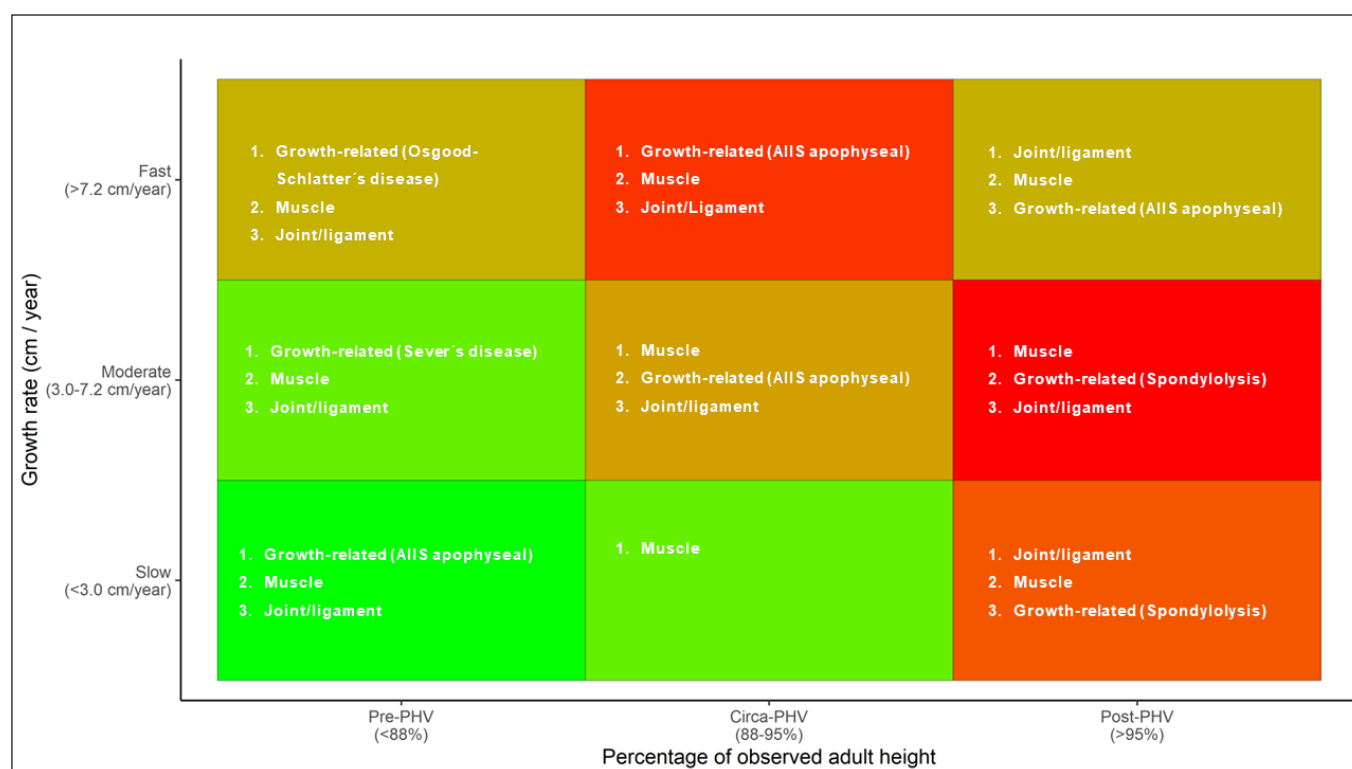 Growth rate (cm / year)
Fast
(>7.2 cm/year)
1. Growth-related (Osgood-
Schlatter´s disease)
2. Muscle
3. Joint/ligament
1. Growth-related (AIIS apophyseal)
2. Muscle
3. Joint/Ligament
1. Joint/ligament
2. Muscle
3. Growth-related (AIIS apophyseal)
Moderate
(3.0-7.2 cm/year)
1. Growth-related (Sever´s disease)
2. Muscle
3. Joint/ligament
1. Muscle
2. Growth-related (AIIS apophyseal)
3. Joint/ligament
1. Muscle
2. Growth-related (Spondylolysis)
3. Joint/ligament
Slow
(<3.0 cm/year)
1. Growth-related (AIIS apophyseal)
2. Muscle
3. Joint/ligament
1. Muscle
1. Joint/ligament
2. Muscle
3. Growth-related (Spondylolysis)
Pre-PHV
(<88%)
Circa-PHV
(88-95%)
Post-PHV
(>95%)
Percentage of observed adult height